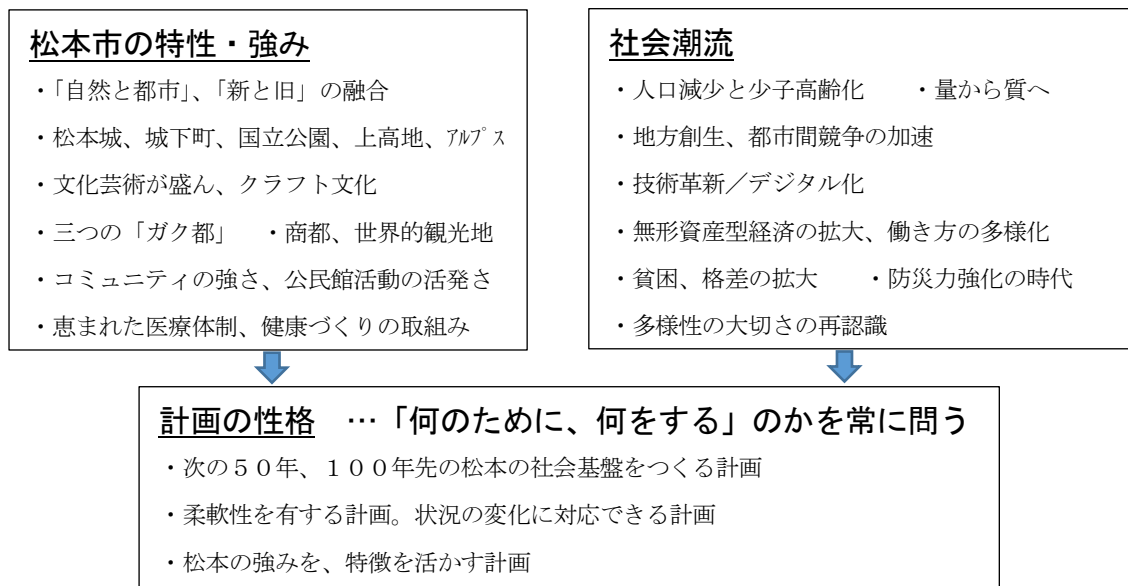 松本市の特性・強み
・「自然と都市」、「新と旧」の融合
・松本城、城下町、国立公園、上高地、ｱﾙﾌﾟｽ
・文化芸術が盛ん、クラフト文化
・三つの「ガク都」　・商都、世界的観光地
・コミュニティの強さ、公民館活動の活発さ
・恵まれた医療体制、健康づくりの取組み
社会潮流
・人口減少と少子高齢化　　・量から質へ
・地方創生、都市間競争の加速
・技術革新／デジタル化
・無形資産型経済の拡大、働き方の多様化
・貧困、格差の拡大　　・防災力強化の時代
・多様性の大切さの再認識
計画の性格　…「何のために、何をする」のかを常に問う
・次の５０年、１００年先の松本の社会基盤をつくる計画
・柔軟性を有する計画。状況の変化に対応できる計画
・松本の強みを、特徴を活かす計画